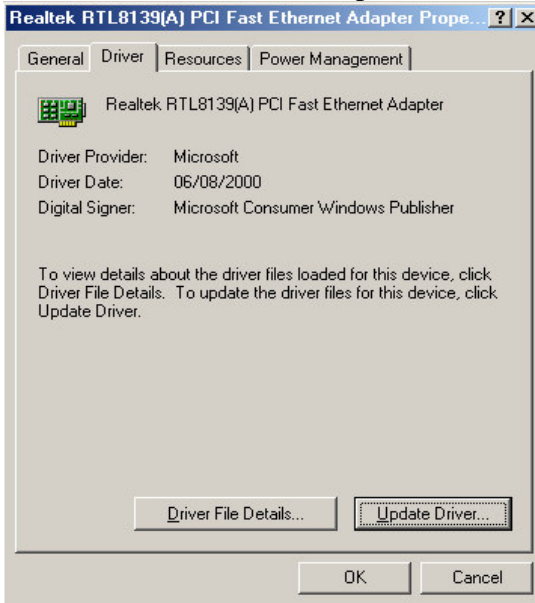 Realtek RTL8139(A) PCI Fast Ethernet Adapter Prope...
General Driver Resources Power Management
Realtek RTL8139(A) PCI Fast Ethernet Adapter
Driver Provider: Microsoft
Driver Date: 06/08/2000
Digital Signer: Microsoft Consumer Windows Publisher
To view details about the driver files loaded for this device, click
Driver File Details. To update the driver files for this device, click
Update Driver.
Driver File Details... Update Driver...
OK Cancel